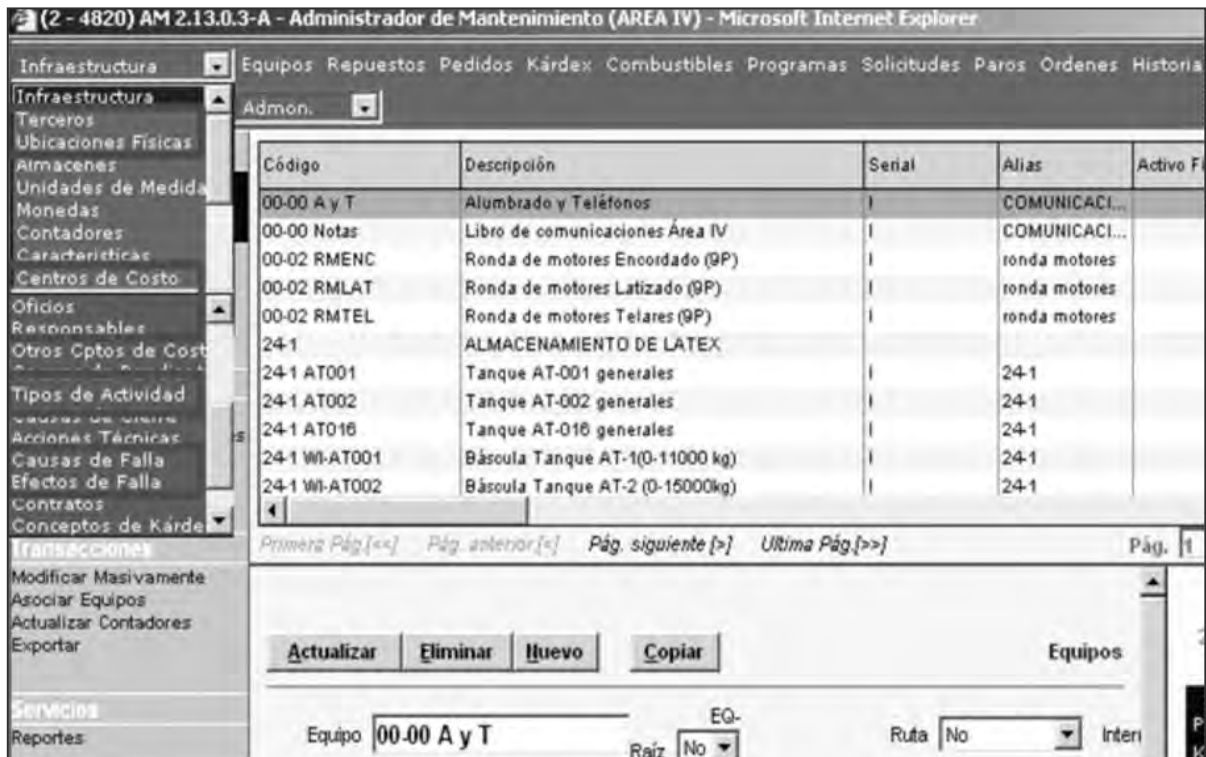 (2 - 4820) AM 2.13.0.3-A - Administrador de Mantenimiento (AREA IV) - Microsoft Internet Explorer
Infraestructura Equipos Repuestos Pedidos Kárdex Combustibles Programas Solicitudes Paros Ordenes Historia
Admon.
Infraestructura
Terceros
Ubicaciones Físicas
Almacenes
Unidades de Medida
Monedas
Contadores
Características
Centros de Costo
Oficios
Responsables
Otros Cptos de Cost
Tipos de Actividad
Acciones Técnicas
Causas de Falla
Efectos de Falla
Contratos
Conceptos de Kárde
Código Descripción Serial Alias Activo Fi
00-00 A y T Alumbrado y Teléfonos I COMUNICACI...
00-00 Notas Libro de comunicaciones Área IV I COMUNICACI...
00-02 RMENC Ronda de motores Encordado (9P) I ronda motores
00-02 RMLAT Ronda de motores Latizado (9P) I ronda motores
00-02 RMTEL Ronda de motores Telares (9P) I ronda motores
24-1 ALMACENAMIENTO DE LATEX
24-1 AT001 Tanque AT-001 generales I 24-1
24-1 AT002 Tanque AT-002 generales I 24-1
24-1 AT016 Tanque AT-016 generales I 24-1
24-1 WI-AT001 Báscula Tanque AT-1(0-11000 kg) I 24-1
24-1 WI-AT002 Báscula Tanque AT-2 (0-15000kg) I 24-1
Primera Pág.[<<] Pág. anterior[<] Pág. siguiente [>] Ultima Pág.[>>] Pág. 1
Transacciones
Modificar Masivamente
Asociar Equipos
Actualizar Contadores
Exportar
Servicios
Reportes
Actualizar Eliminar Nuevo Copiar Equipos
Equipo 00-00 A y T EQ-Raíz No Ruta No Interr